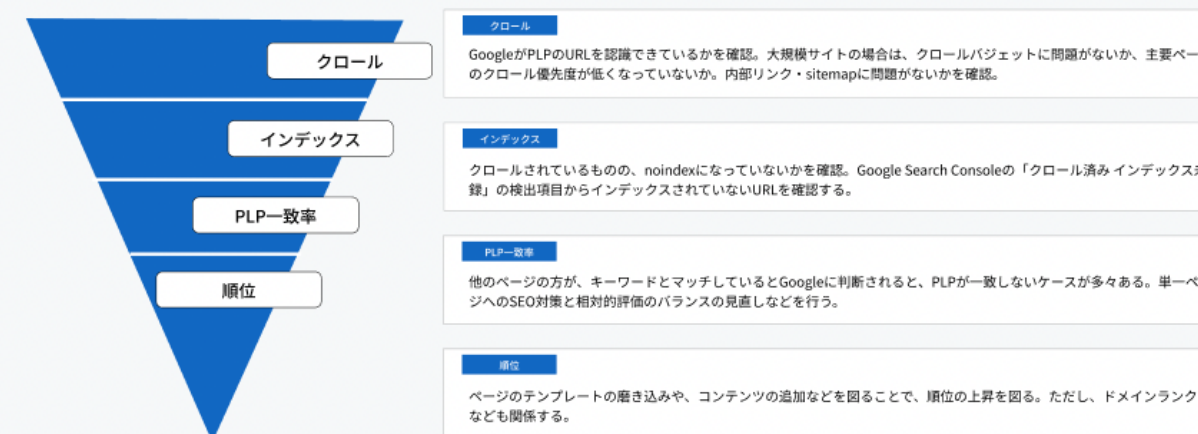 クロール
インデックス
PLP一致率
順位
クロール
GoogleがPLPのURLを認識できているかを確認。大規模サイトの場合は、クロールバジェットに問題がないか、主要ペー
のクロール優先度が低くなっていないか。内部リンク・sitemapに問題がないかを確認。
インデックス
クロールされているものの、noindexになっていないかを確認。Google Search Consoleの「クロール済み インデックス未
録」の検出項目からインデックスされていないURLを確認する。
PLP一致率
他のページの方が、キーワードとマッチしているとGoogleに判断されると、PLPが一致しないケースが多々ある。単一ペ
ジへのSEO対策と相対的評価のバランスの見直しなどを行う。
順位
ページのテンプレートの磨き込みや、コンテンツの追加などを図ることで、順位の上昇を図る。ただし、ドメインランク
なども関係する。